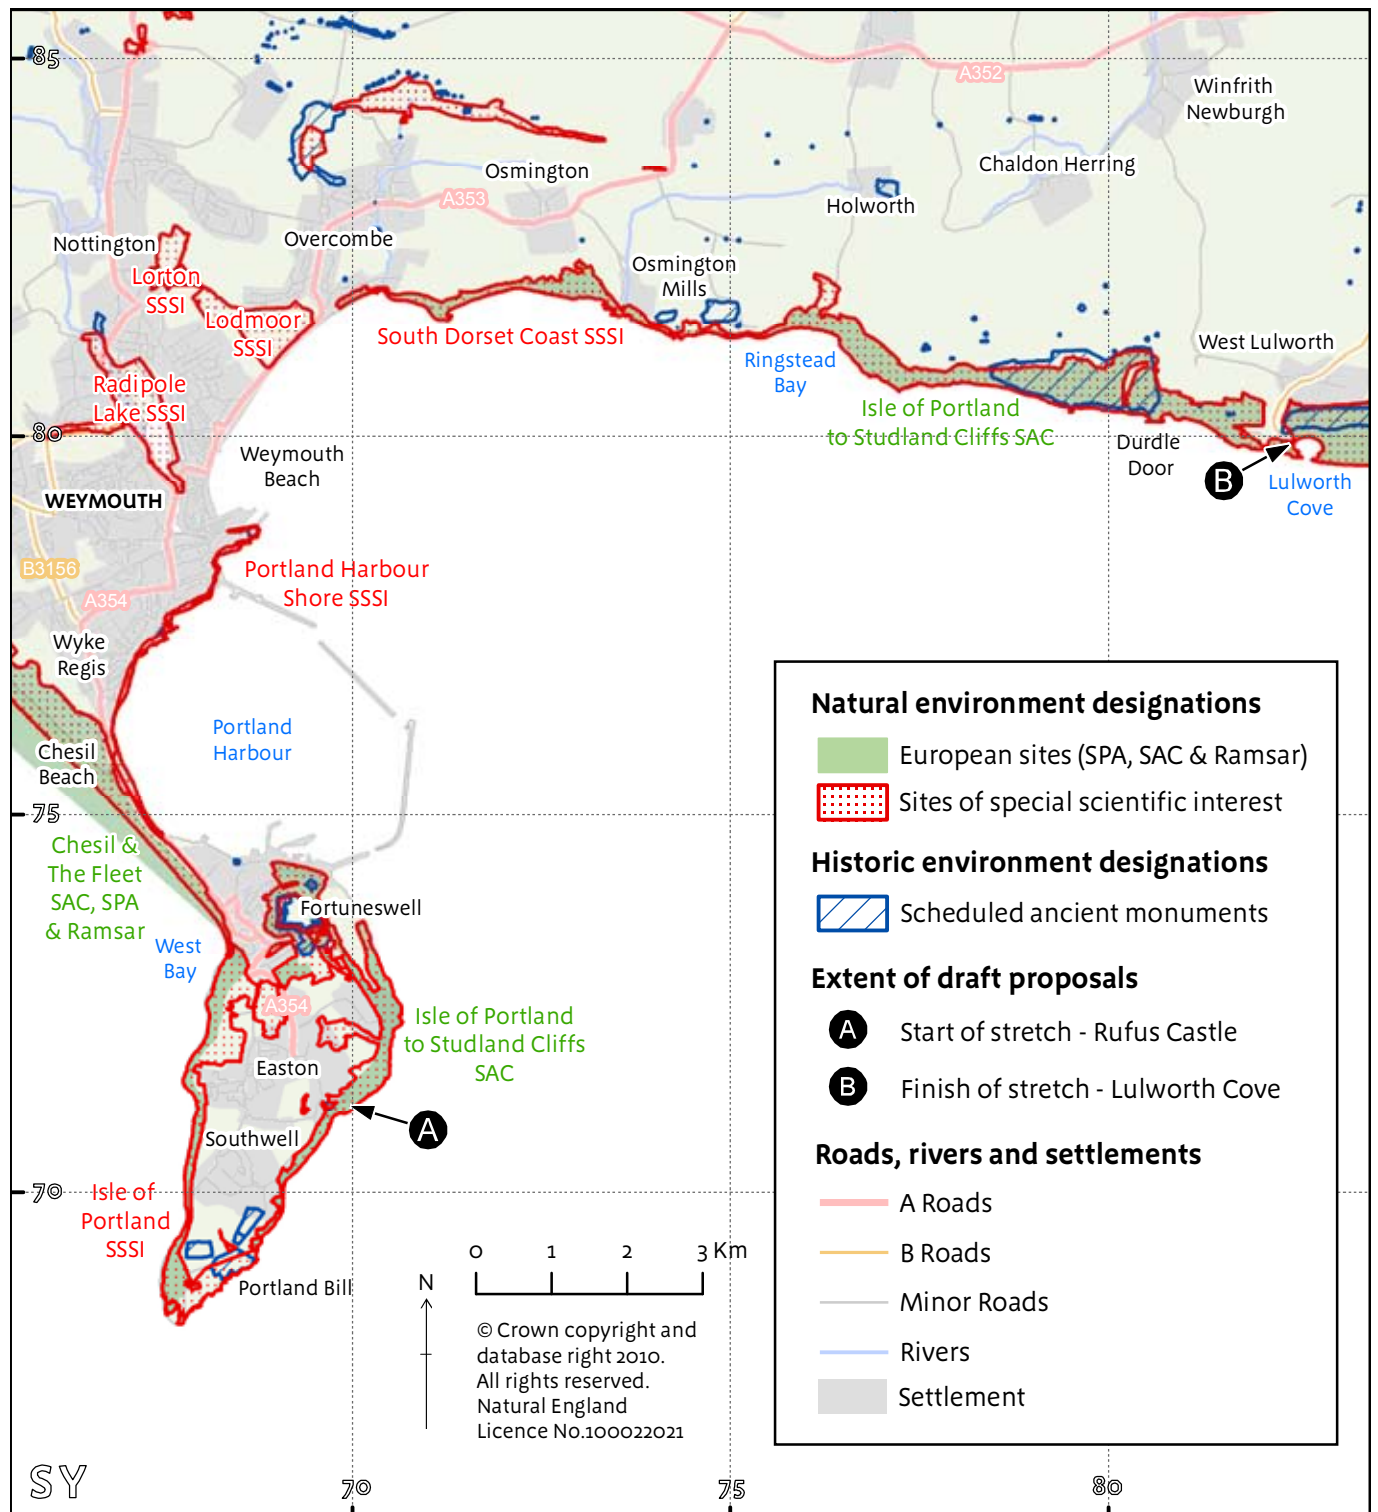 85
A352
Winfrith
Newburgh
Chaldon Herring
Osmington
A353
Holworth
Nottington
Overcombe
Osmington
Mills
Lorton
SSSI
Lodmoor
SSSI
South Dorset Coast SSSI
West Lulworth
Ringstead
Bay
Radipole
Lake SSSI
Isle of Portland
to Studland Cliffs SAC
80
Weymouth
Beach
Durdle
Door
B
Lulworth
Cove
WEYMOUTH
B3156
Portland Harbour
Shore SSSI
A354
Wyke
Regis
Portland
Harbour
Chesil
Beach
75
Chesil &
The Fleet
SAC, SPA
& Ramsar
West
Bay
Fortuneswell
A354
Isle of Portland
to Studland Cliffs
SAC
Easton
A
Southwell
70
Isle of
Portland
SSSI
Portland Bill
N
0 1 2 3 Km
© Crown copyright and
database right 2010.
All rights reserved.
Natural England
Licence No.100022021
Natural environment designations
European sites (SPA, SAC & Ramsar)
Sites of special scientific interest
Historic environment designations
Scheduled ancient monuments
Extent of draft proposals
A Start of stretch - Rufus Castle
B Finish of stretch - Lulworth Cove
Roads, rivers and settlements
A Roads
B Roads
Minor Roads
Rivers
Settlement
SY
70 75 80